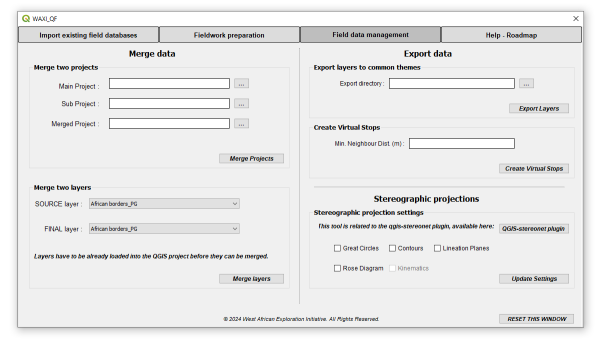 WAXI_QF
Import existing field databases
Fieldwork preparation
Field data management
Help - Roadmap
Merge data
Merge two projects
Main Project :
...
Sub Project :
...
Merged Project :
...
Merge Projects
Merge two layers
SOURCE layer :
African borders_PG
FINAL layer :
African borders_PG
Layers have to be already loaded into the QGIS project before they can be merged.
Merge layers
Export data
Export layers to common themes
Export directory :
...
Export Layers
Create Virtual Stops
Min. Neighbour Dist. (m) :
Create Virtual Stops
Stereographic projections
Stereographic projection settings
This tool is related to the qgis-stereonet plugin, available here:
QGIS-stereonet plugin
Great Circles
Contours
Lineation Planes
Rose Diagram
Kinematics
Update Settings
© 2024 West African Exploration Initiative. All Rights Reserved.
RESET THIS WINDOW